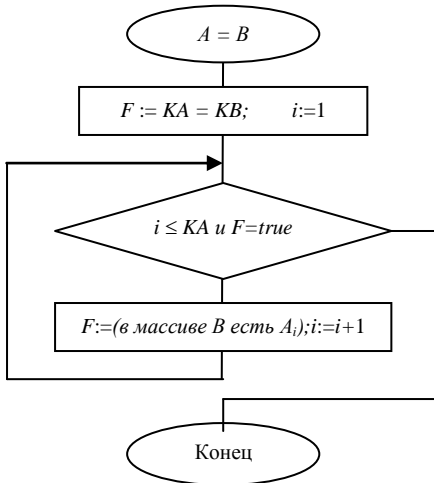 A = B
F := KA = KB; i:=1
i ≤ KA и F=true
F:=(в массиве B есть Aᵢ);i:=i+1
Конец